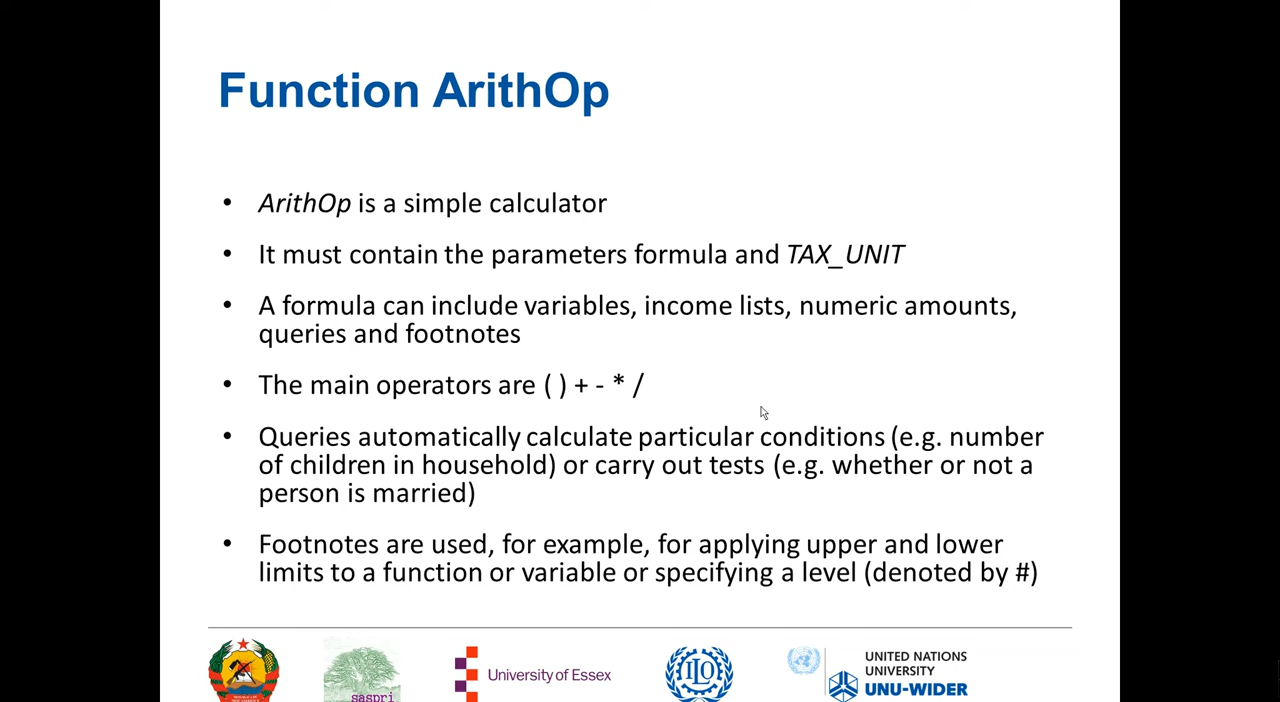 Function ArithOp
• ArithOp is a simple calculator
• It must contain the parameters formula and TAX_UNIT
• A formula can include variables, income lists, numeric amounts,
queries and footnotes
• The main operators are ( ) + - * /
• Queries automatically calculate particular conditions (e.g. number
of children in household) or carry out tests (e.g. whether or not a
person is married)
• Footnotes are used, for example, for applying upper and lower
limits to a function or variable or specifying a level (denoted by #)
saspri
University of Essex
ILO
UNITED NATIONS
UNIVERSITY
UNU-WIDER